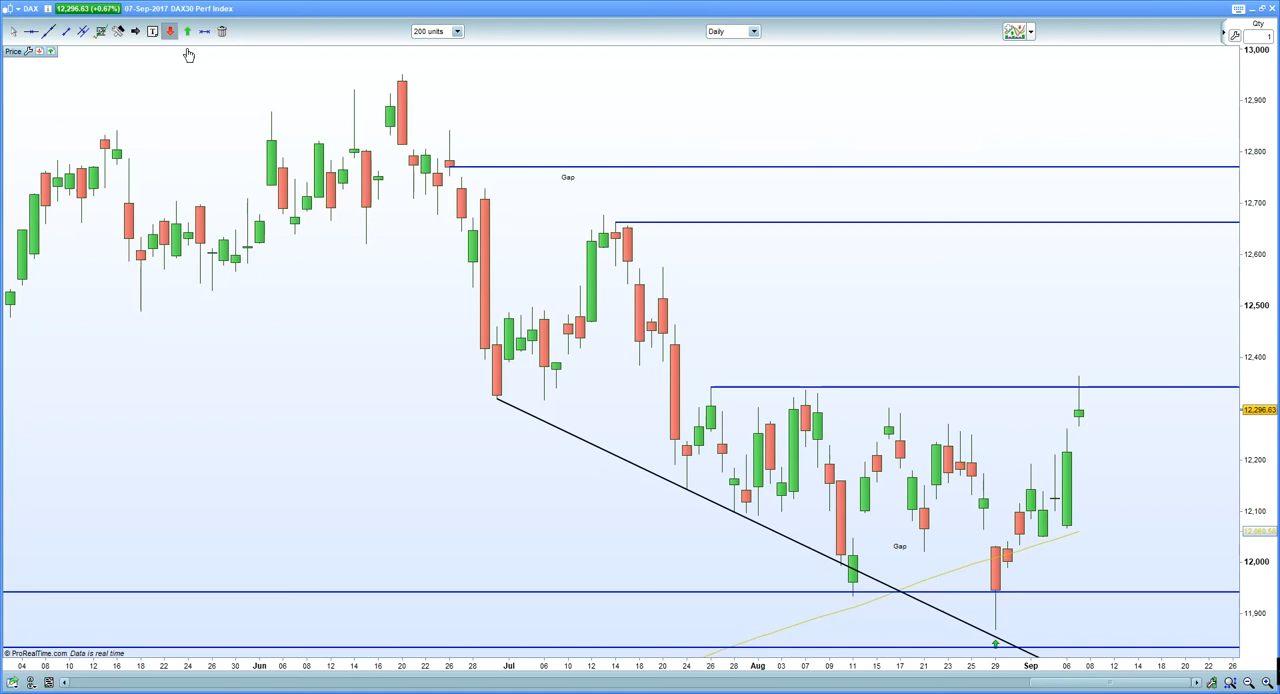 DAX 12,296.63 (+0.67%) 07-Sep-2017 DAX30 Perf Index
200 units Daily Qty
1
Price
13,000
12,900
12,800
Gap
12,700
12,600
12,500
12,400
12,296.63
12,200
12,100
Gap
12,000
11,900
© ProRealTime.com Data is real time
04 08 10 12 16 18 22 24 26 30 Jun 06 08 12 14 16 20 22 26 28 Jul 06 10 12 14 18 20 24 26 28 Aug 03 07 09 11 15 17 21 23 25 29 Sep 06 08 12 14 18 20 22 26